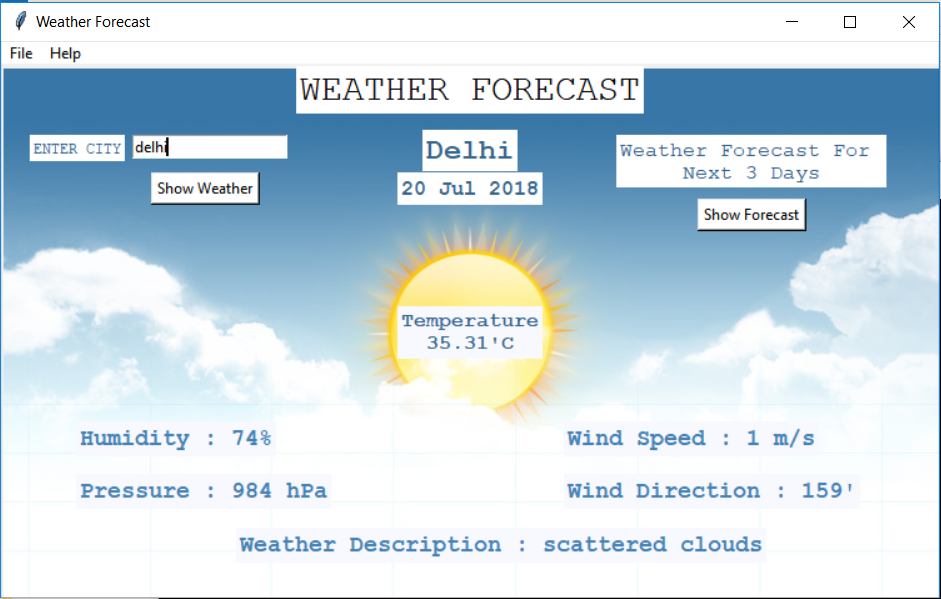 Weather Forecast
File Help
WEATHER FORECAST
ENTER CITY delhi
Show Weather
Delhi
20 Jul 2018
Weather Forecast For
Next 3 Days
Show Forecast
Temperature
35.31'C
Humidity : 74%
Wind Speed : 1 m/s
Pressure : 984 hPa
Wind Direction : 159'
Weather Description : scattered clouds